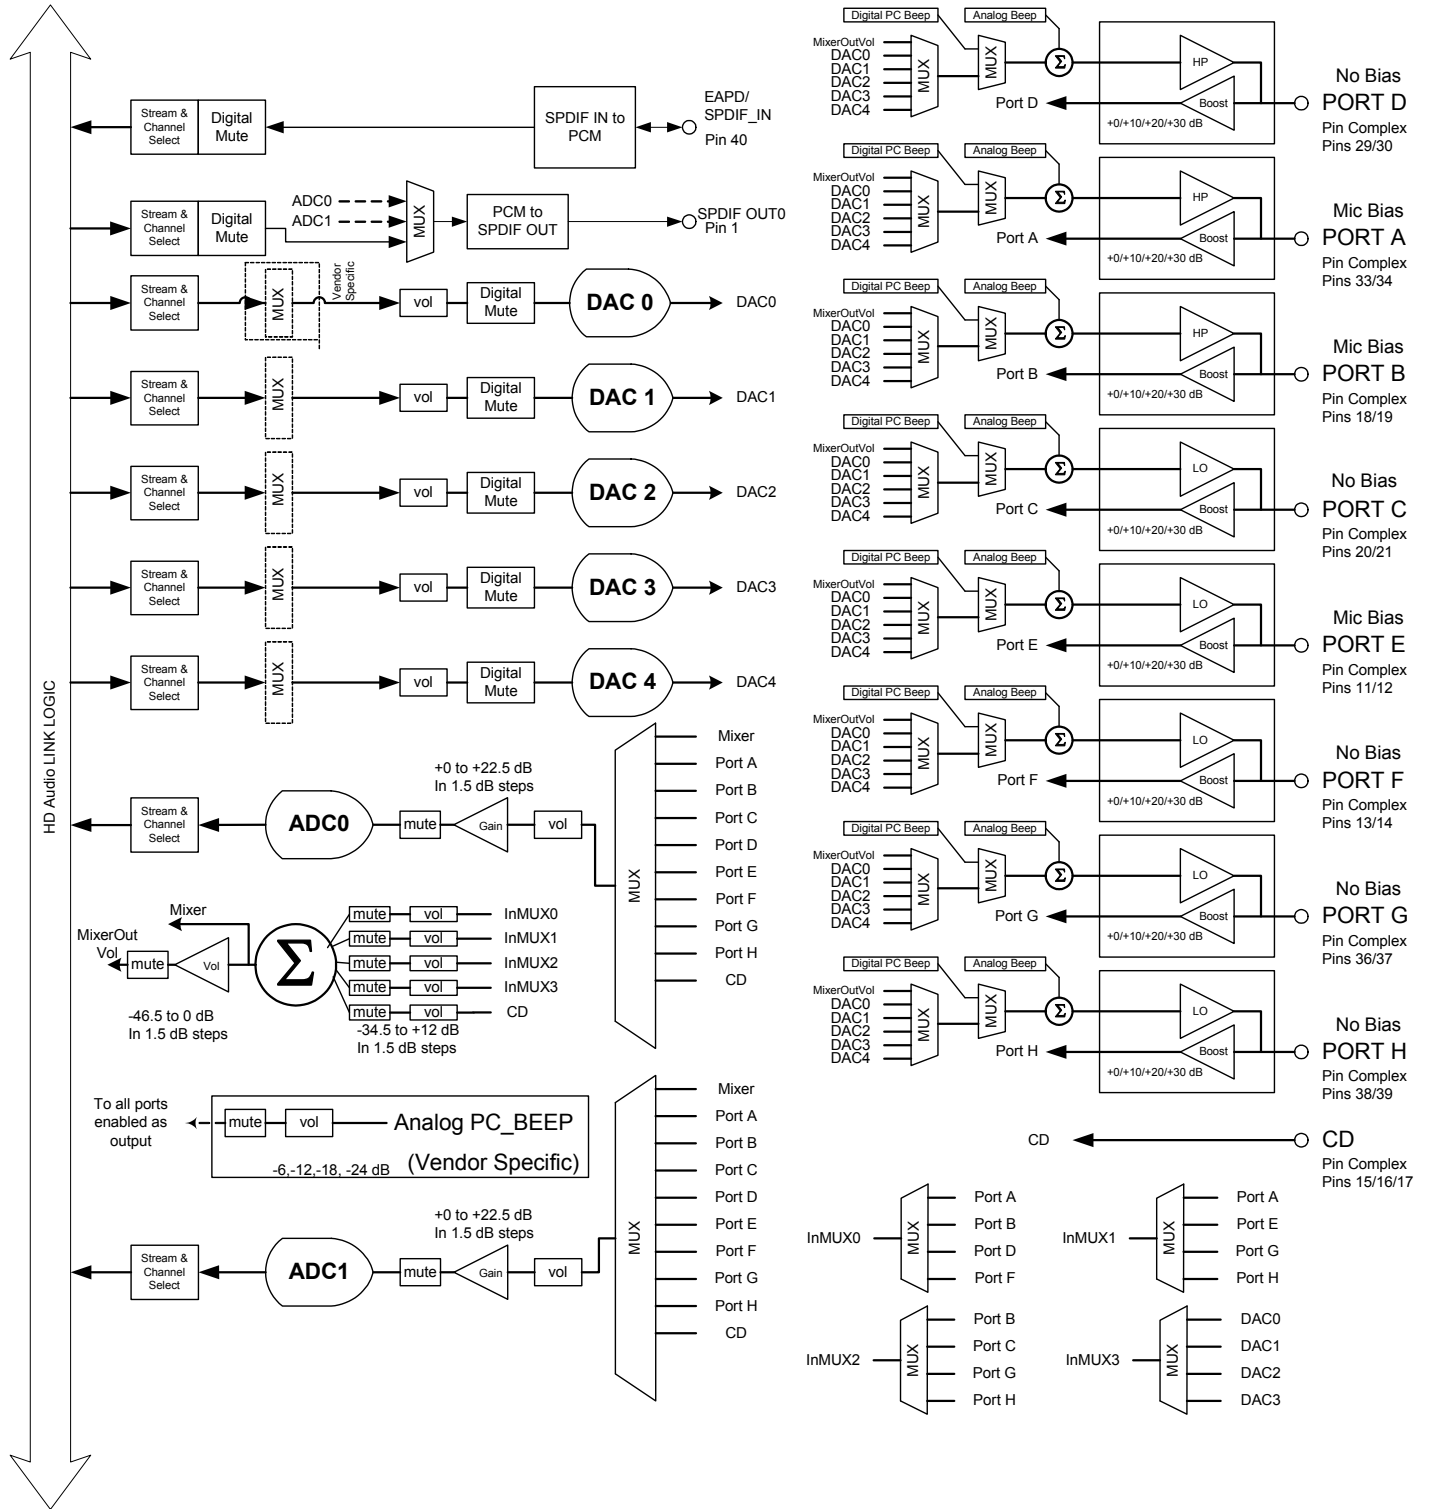 HD Audio LINK LOGIC
Stream &
Channel
Select
Digital
Mute
SPDIF IN to
PCM
EAPD/
SPDIF_IN
Pin 40
Stream &
Channel
Select
Digital
Mute
ADC0
ADC1
MUX
PCM to
SPDIF OUT
SPDIF OUT0
Pin 1
Stream &
Channel
Select
MUX
Vendor
Specific
vol
Digital
Mute
DAC 0
DAC0
Stream &
Channel
Select
MUX
vol
Digital
Mute
DAC 1
DAC1
Stream &
Channel
Select
MUX
vol
Digital
Mute
DAC 2
DAC2
Stream &
Channel
Select
MUX
vol
Digital
Mute
DAC 3
DAC3
Stream &
Channel
Select
MUX
vol
Digital
Mute
DAC 4
DAC4
Stream &
Channel
Select
ADC0
mute
+0 to +22.5 dB
In 1.5 dB steps
Gain
vol
MUX
Mixer
Port A
Port B
Port C
Port D
Port E
Port F
Port G
Port H
CD
Mixer
MixerOut
Vol
mute
Vol
-46.5 to 0 dB
In 1.5 dB steps
Σ
mute vol InMUX0
mute vol InMUX1
mute vol InMUX2
mute vol InMUX3
mute vol CD
-34.5 to +12 dB
In 1.5 dB steps
To all ports
enabled as
output
mute
vol
Analog PC_BEEP
(Vendor Specific)
-6,-12,-18, -24 dB
Stream &
Channel
Select
ADC1
mute
+0 to +22.5 dB
In 1.5 dB steps
Gain
vol
MUX
Mixer
Port A
Port B
Port C
Port D
Port E
Port F
Port G
Port H
CD
Digital PC Beep
Analog Beep
MixerOutVol
DAC0
DAC1
DAC2
DAC3
DAC4
MUX
MUX
Σ
HP
Port D
Boost
+0/+10/+20/+30 dB
No Bias
PORT D
Pin Complex
Pins 29/30
Digital PC Beep
Analog Beep
MixerOutVol
DAC0
DAC1
DAC2
DAC3
DAC4
MUX
MUX
Σ
HP
Port A
Boost
+0/+10/+20/+30 dB
Mic Bias
PORT A
Pin Complex
Pins 33/34
Digital PC Beep
Analog Beep
MixerOutVol
DAC0
DAC1
DAC2
DAC3
DAC4
MUX
MUX
Σ
HP
Port B
Boost
+0/+10/+20/+30 dB
Mic Bias
PORT B
Pin Complex
Pins 18/19
Digital PC Beep
Analog Beep
MixerOutVol
DAC0
DAC1
DAC2
DAC3
DAC4
MUX
MUX
Σ
LO
Port C
Boost
+0/+10/+20/+30 dB
No Bias
PORT C
Pin Complex
Pins 20/21
Digital PC Beep
Analog Beep
MixerOutVol
DAC0
DAC1
DAC2
DAC3
DAC4
MUX
MUX
Σ
LO
Port E
Boost
+0/+10/+20/+30 dB
Mic Bias
PORT E
Pin Complex
Pins 11/12
Digital PC Beep
Analog Beep
MixerOutVol
DAC0
DAC1
DAC2
DAC3
DAC4
MUX
MUX
Σ
LO
Port F
Boost
+0/+10/+20/+30 dB
No Bias
PORT F
Pin Complex
Pins 13/14
Digital PC Beep
Analog Beep
MixerOutVol
DAC0
DAC1
DAC2
DAC3
DAC4
MUX
MUX
Σ
LO
Port G
Boost
+0/+10/+20/+30 dB
No Bias
PORT G
Pin Complex
Pins 36/37
Digital PC Beep
Analog Beep
MixerOutVol
DAC0
DAC1
DAC2
DAC3
DAC4
MUX
MUX
Σ
LO
Port H
Boost
+0/+10/+20/+30 dB
No Bias
PORT H
Pin Complex
Pins 38/39
CD
CD
Pin Complex
Pins 15/16/17
InMUX0
MUX
Port A
Port B
Port D
Port F
InMUX1
MUX
Port A
Port E
Port G
Port H
InMUX2
MUX
Port B
Port C
Port G
Port H
InMUX3
MUX
DAC0
DAC1
DAC2
DAC3